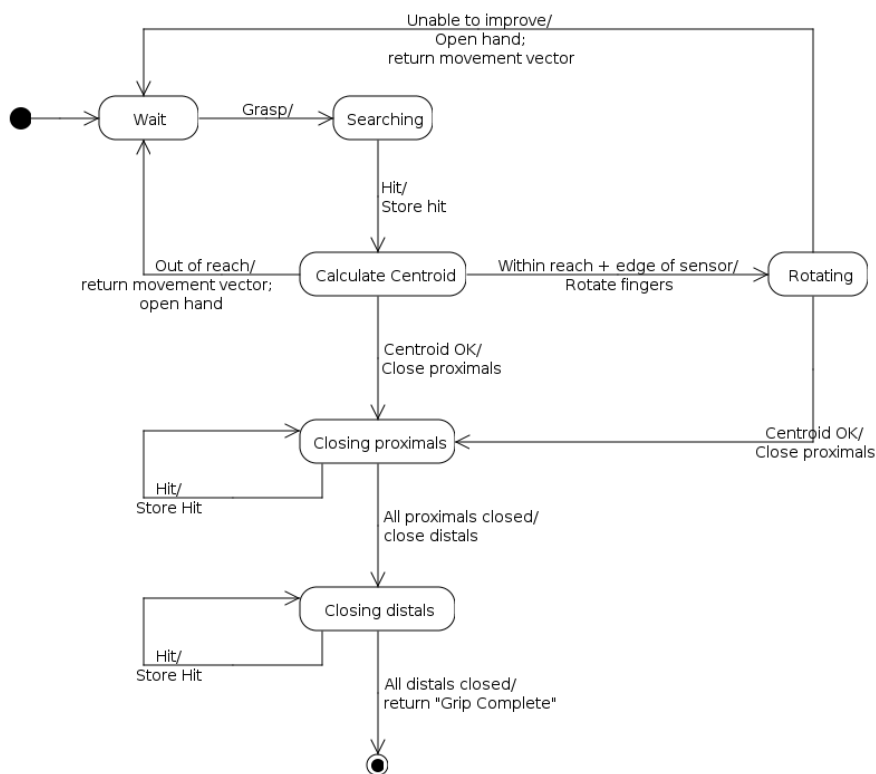 Unable to improve/
Open hand;
return movement vector
Wait
Grasp/
Searching
Hit/
Store hit
Out of reach/
return movement vector;
open hand
Calculate Centroid
Within reach + edge of sensor/
Rotate fingers
Rotating
Centroid OK/
Close proximals
Closing proximals
Centroid OK/
Close proximals
Hit/
Store Hit
All proximals closed/
close distals
Closing distals
Hit/
Store Hit
All distals closed/
return "Grip Complete"